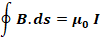 ∮ B.ds = μ₀ I